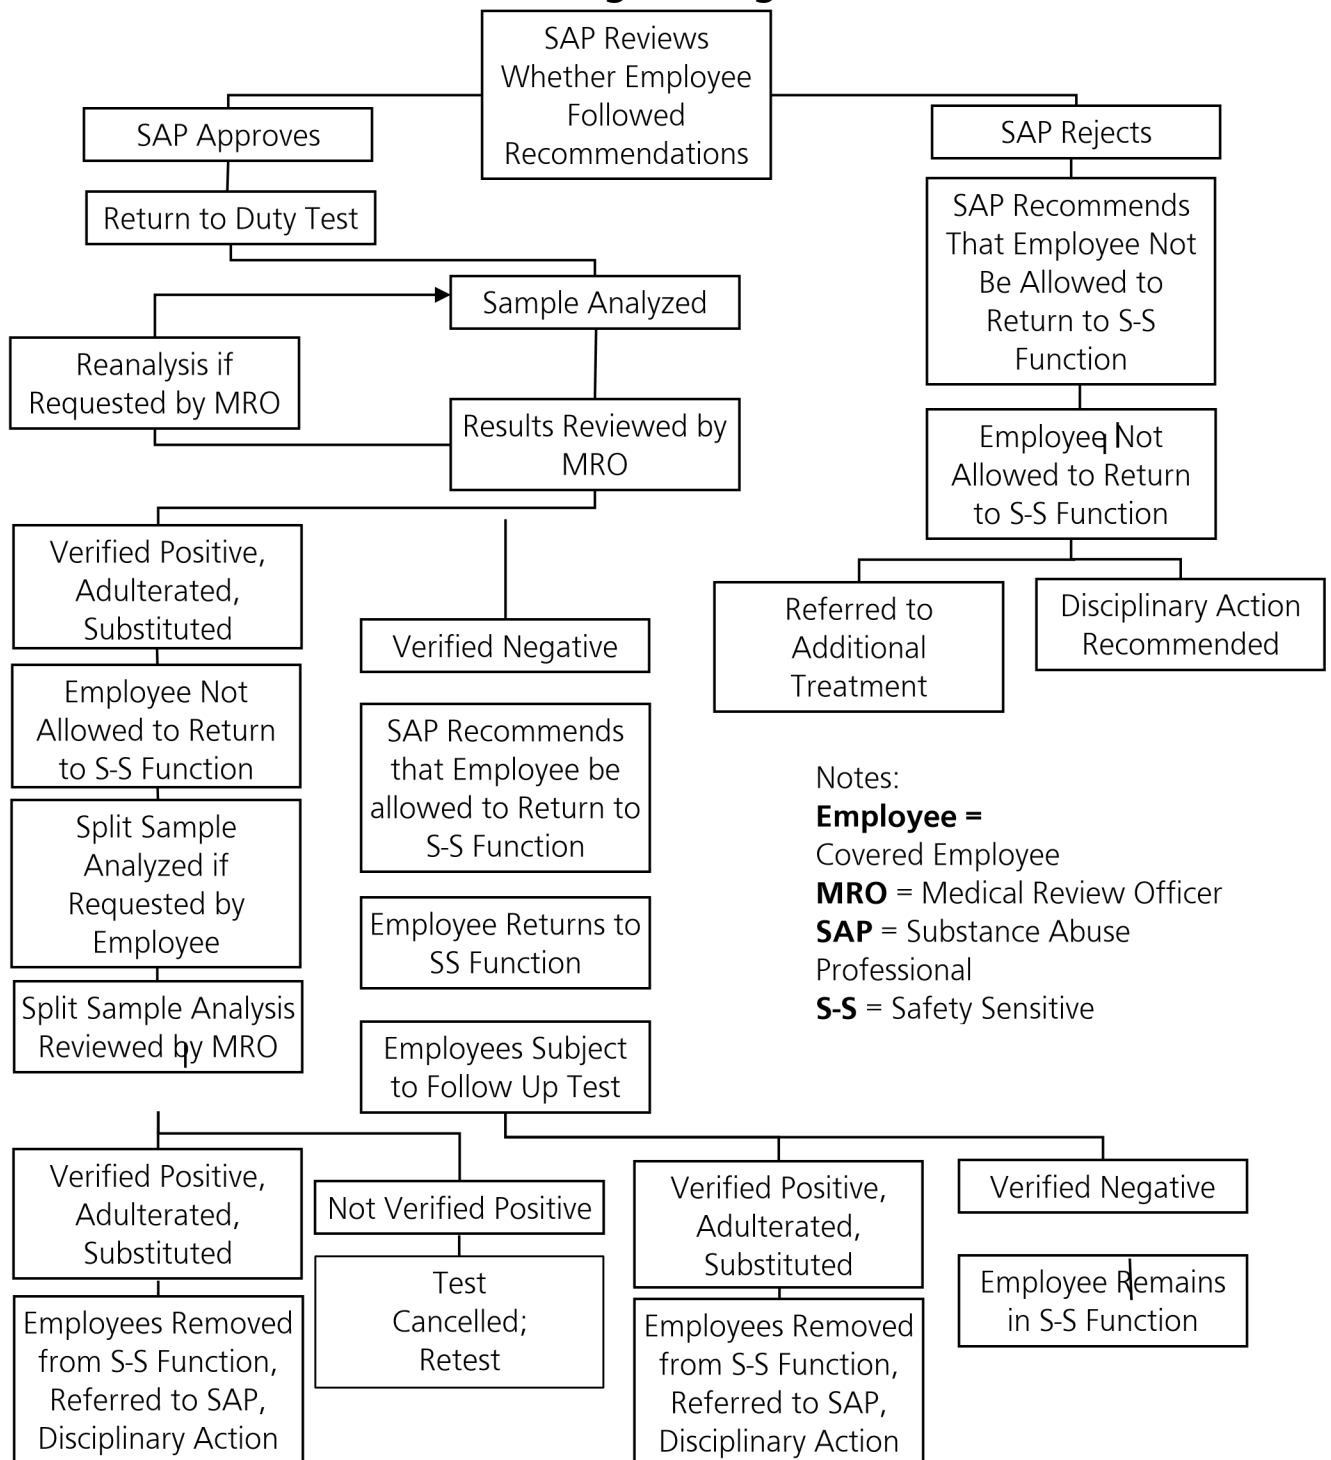 SAP Reviews
Whether Employee
Followed
Recommendations
SAP Approves
SAP Rejects
Return to Duty Test
SAP Recommends
That Employee Not
Be Allowed to
Return to S-S
Function
Sample Analyzed
Reanalysis if
Requested by MRO
Results Reviewed by
MRO
Employee Not
Allowed to Return
to S-S Function
Verified Positive,
Adulterated,
Substituted
Verified Negative
Referred to
Additional
Treatment
Disciplinary Action
Recommended
Employee Not
Allowed to Return
to S-S Function
SAP Recommends
that Employee be
allowed to Return to
S-S Function
Split Sample
Analyzed if
Requested by
Employee
Employee Returns to
SS Function
Notes:
Employee =
Covered Employee
MRO = Medical Review Officer
SAP = Substance Abuse
Professional
S-S = Safety Sensitive
Split Sample Analysis
Reviewed by MRO
Employees Subject
to Follow Up Test
Verified Positive,
Adulterated,
Substituted
Not Verified Positive
Verified Positive,
Adulterated,
Substituted
Verified Negative
Employees Removed
from S-S Function,
Referred to SAP,
Disciplinary Action
Test
Cancelled;
Retest
Employees Removed
from S-S Function,
Referred to SAP,
Disciplinary Action
Employee Remains
in S-S Function